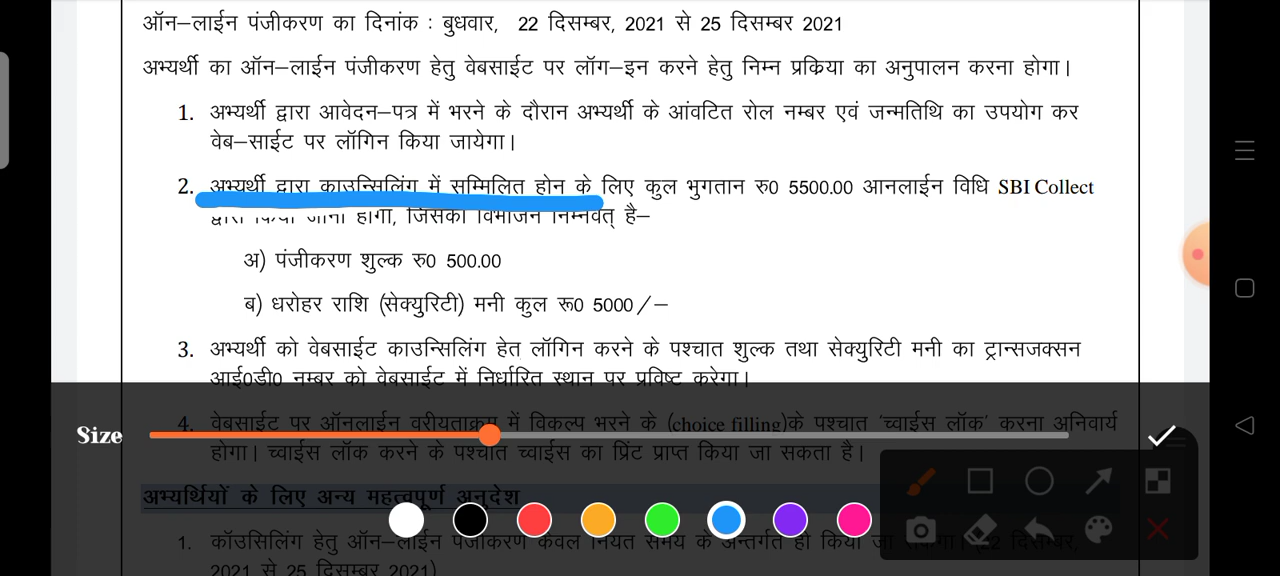 ऑन–लाईन पंजीकरण का दिनांक : बुधवार, 22 दिसम्बर, 2021 से 25 दिसम्बर 2021
अभ्यर्थी का ऑन–लाईन पंजीकरण हेतु वेबसाईट पर लॉग–इन करने हेतु निम्न प्रक्रिया का अनुपालन करना होगा।
1. अभ्यर्थी द्वारा आवेदन–पत्र में भरने के दौरान अभ्यर्थी के आंवटित रोल नम्बर एवं जन्मतिथि का उपयोग कर
वेब–साईट पर लॉगिन किया जायेगा।
2. अभ्यर्थी द्वारा काउन्सिलिंग में सम्मिलित होन के लिए कुल भुगतान रु0 5500.00 आनलाईन विधि SBI Collect
द्वारा किया जाना होगा, जिसका विभाजन निम्नवत् है–
अ) पंजीकरण शुल्क रु0 500.00
ब) धरोहर राशि (सेक्युरिटी) मनी कुल रू0 5000/–
3. अभ्यर्थी को वेबसाईट काउन्सिलिंग हेत लॉगिन करने के पश्चात शुल्क तथा सेक्युरिटी मनी का ट्रान्सजक्सन
आई0डी0 नम्बर को वेबसाईट में निर्धारित स्थान पर प्रविष्ट करेगा।
4. वेबसाईट पर ऑनलाईन वरीयताक्रम में विकल्प भरने के (choice filling)के पश्चात 'च्वाईस लॉक' करना अनिवार्य
Size
होगा। च्वाईस लॉक करने के पश्चात च्वाईस का प्रिंट प्राप्त किया जा सकता है।
अभ्यर्थियों के लिए अन्य महत्वपूर्ण अनुदेश
1. कॉउसिलिंग हेतु ऑन–लाईन पंजीकरण केवल नियत समय के अन्तर्गत ही किया जा सकेगा। (22 दिसम्बर,
2021 से 25 दिसम्बर 2021)